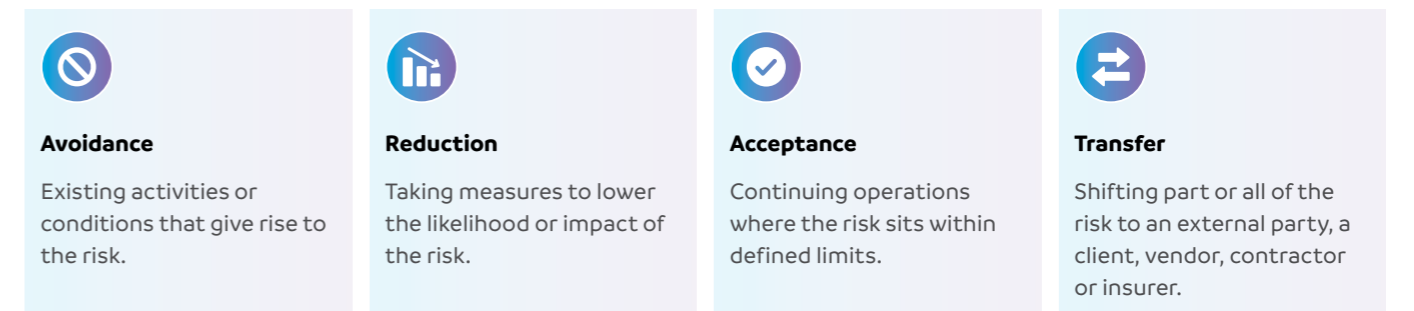 Avoidance
Existing activities or
conditions that give rise to
the risk.
Reduction
Taking measures to lower
the likelihood or impact of
the risk.
Acceptance
Continuing operations
where the risk sits within
defined limits.
Transfer
Shifting part or all of the
risk to an external party, a
client, vendor, contractor
or insurer.